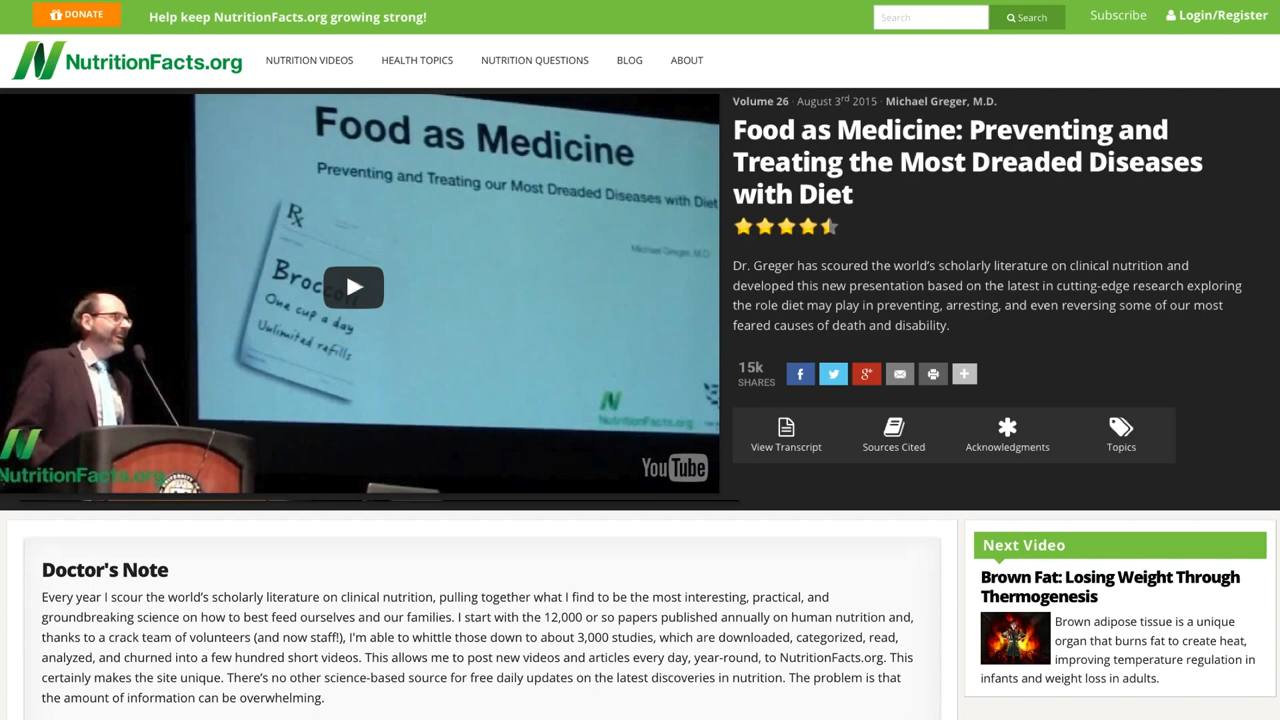 DONATE
Help keep NutritionFacts.org growing strong!
Search
Search
Subscribe
Login/Register
NutritionFacts.org
NUTRITION VIDEOS
HEALTH TOPICS
NUTRITION QUESTIONS
BLOG
ABOUT
Food as Medicine
Preventing and Treating our Most Dreaded Diseases with Diet
Michael Greger, M.D.
Rx
Broccoli
One cup a day
Unlimited refills
NutritionFacts.org
NutritionFacts.org
YouTube
Volume 26 · August 3rd 2015 · Michael Greger, M.D.
Food as Medicine: Preventing and
Treating the Most Dreaded Diseases
with Diet
Dr. Greger has scoured the world’s scholarly literature on clinical nutrition and
developed this new presentation based on the latest in cutting-edge research exploring
the role diet may play in preventing, arresting, and even reversing some of our most
feared causes of death and disability.
15k
SHARES
View Transcript
Sources Cited
Acknowledgments
Topics
Doctor's Note
Every year I scour the world’s scholarly literature on clinical nutrition, pulling together what I find to be the most interesting, practical, and
groundbreaking science on how to best feed ourselves and our families. I start with the 12,000 or so papers published annually on human nutrition and,
thanks to a crack team of volunteers (and now staff!), I'm able to whittle those down to about 3,000 studies, which are downloaded, categorized, read,
analyzed, and churned into a few hundred short videos. This allows me to post new videos and articles every day, year-round, to NutritionFacts.org. This
certainly makes the site unique. There’s no other science-based source for free daily updates on the latest discoveries in nutrition. The problem is that
the amount of information can be overwhelming.
Next Video
Brown Fat: Losing Weight Through
Thermogenesis
Brown adipose tissue is a unique
organ that burns fat to create heat,
improving temperature regulation in
infants and weight loss in adults.